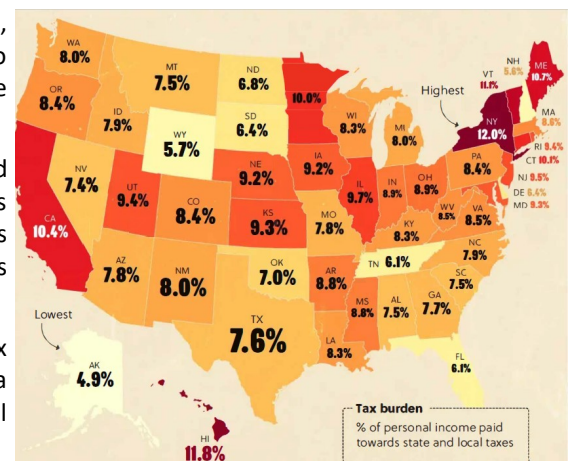 WA
8.0%
MT
7.5%
ND
6.8%
10.0%
VT
11.1%
NH
5.6%
ME
10.7%
OR
8.4%
ID
7.9%
WY
5.7%
SD
6.4%
WI
8.3%
MI
8.0%
Highest
NY
12.0%
MA
8.6%
RI 9.4%
CT 10.1%
NJ 9.5%
DE 6.4%
MD 9.3%
NV
7.4%
UT
9.4%
CO
8.4%
NE
9.2%
IA
9.2%
IL
9.7%
IN
8.9%
OH
8.9%
PA
8.4%
WV
8.5%
VA
8.5%
CA
10.4%
KS
9.3%
MO
7.8%
KY
8.3%
NC
7.9%
AZ
7.8%
NM
8.0%
OK
7.0%
AR
8.8%
TN 6.1%
SC
7.5%
TX
7.6%
LA
8.3%
MS
8.8%
AL
7.5%
GA
7.7%
FL
6.1%
Lowest
AK
4.9%
HI
11.8%
Tax burden
% of personal income paid
towards state and local taxes